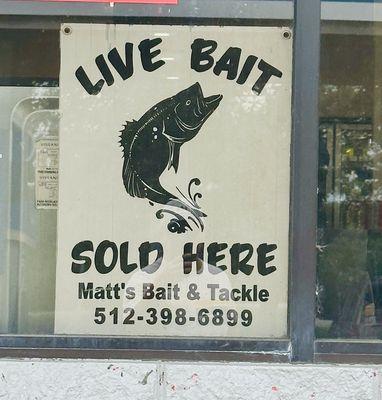 LIVE BAIT
SOLD HERE
Matt's Bait & Tackle
512-398-6899